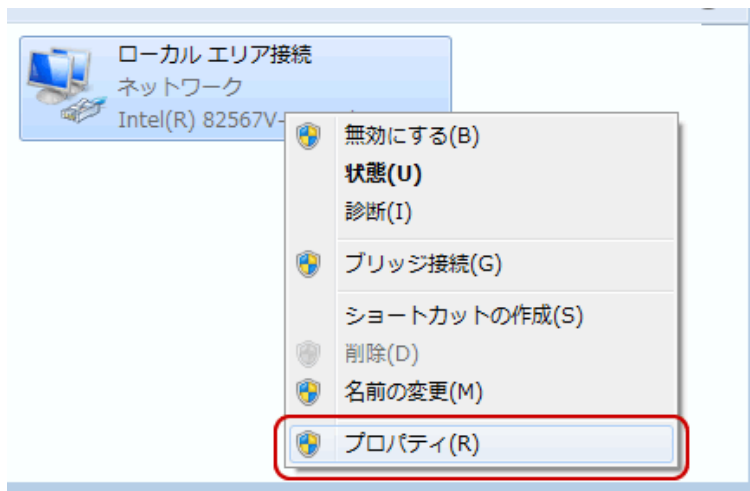 ローカル エリア接続
ネットワーク
Intel(R) 82567V-
無効にする(B)
状態(U)
診断(I)
ブリッジ接続(G)
ショートカットの作成(S)
削除(D)
名前の変更(M)
プロパティ(R)